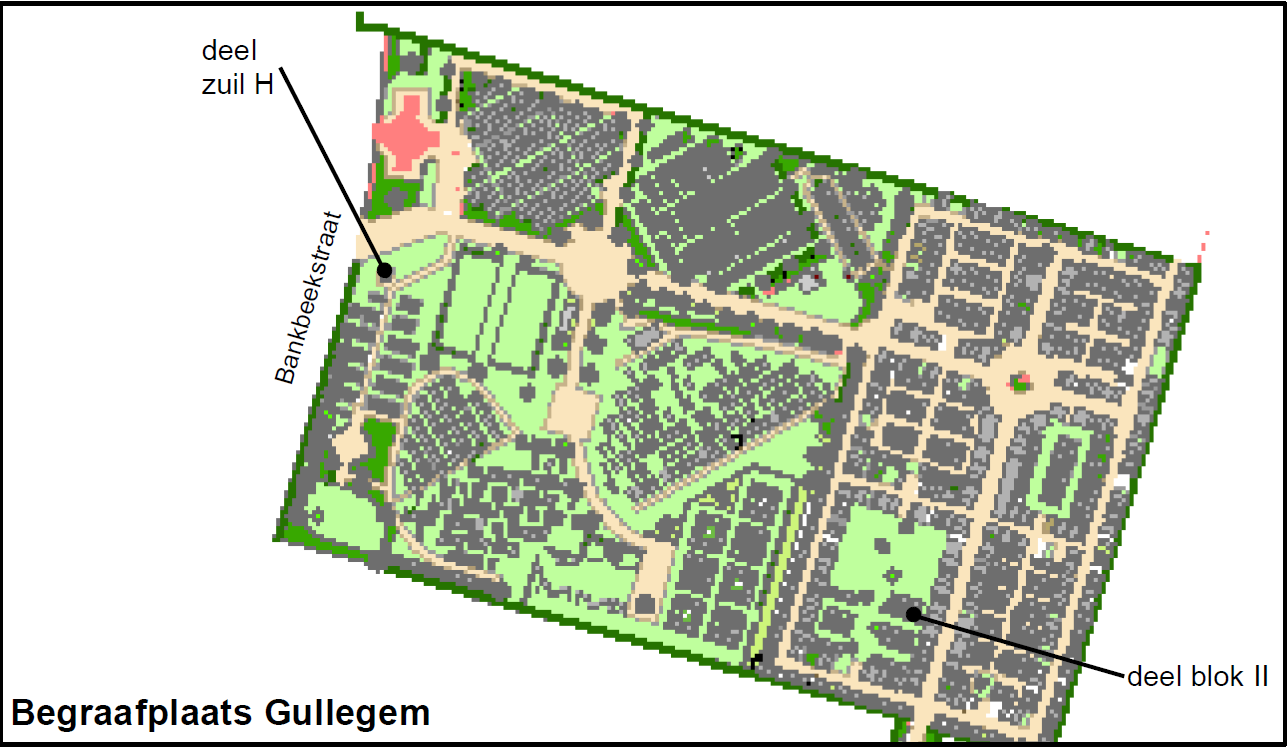 deel
zuil H
Bankbeekstraat
deel blok II
Begraafplaats Gullegem